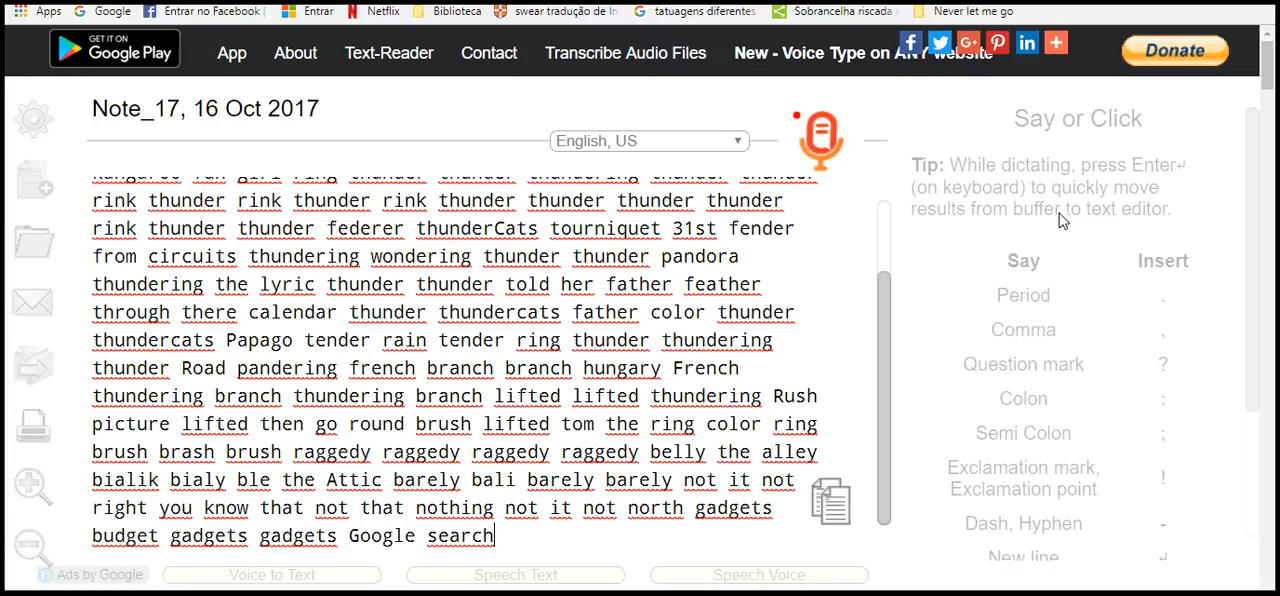 Apps Google Entrar no Facebook Entrar Netflix Biblioteca swear tradução de In tatuagens diferentes Sobrancelha riscada Never let me go
GET IT ON
Google Play
App About Text-Reader Contact Transcribe Audio Files New - Voice Type on ANY website
Donate
Note_17, 16 Oct 2017
English, US
rink thunder rink thunder rink thunder thunder thunder thunder
rink thunder thunder federer thunderCats tourniquet 31st fender
from circuits thundering wondering thunder thunder pandora
thundering the lyric thunder thunder told her father feather
through there calendar thunder thundercats father color thunder
thundercats Papago tender rain tender ring thunder thundering
thunder Road pandering french branch branch hungary French
thundering branch thundering branch lifted lifted thundering Rush
picture lifted then go round brush lifted tom the ring color ring
brush brash brush raggedy raggedy raggedy raggedy belly the alley
bialik bialy ble the Attic barely bali barely barely not it not
right you know that not that nothing not it not north gadgets
budget gadgets gadgets Google search
Ads by Google
Voice to Text Speech Text Speech Voice
Say or Click
Tip: While dictating, press Enter↵
(on keyboard) to quickly move
results from buffer to text editor.
Say Insert
Period .
Comma ,
Question mark ?
Colon :
Semi Colon ;
Exclamation mark,
Exclamation point !
Dash, Hyphen -
New line ↵